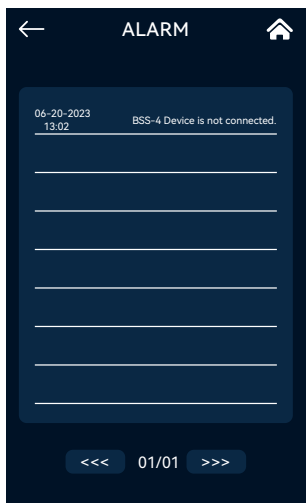 ALARM
06-20-2023
13:02
BSS-4 Device is not connected.
<<< 01/01 >>>